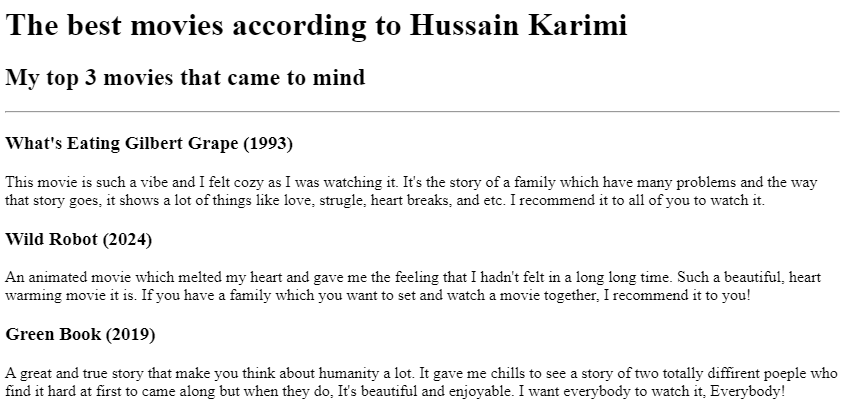 The best movies according to Hussain Karimi
My top 3 movies that came to mind
What's Eating Gilbert Grape (1993)
This movie is such a vibe and I felt cozy as I was watching it. It's the story of a family which have many problems and the way
that story goes, it shows a lot of things like love, strugle, heart breaks, and etc. I recommend it to all of you to watch it.
Wild Robot (2024)
An animated movie which melted my heart and gave me the feeling that I hadn't felt in a long long time. Such a beautiful, heart
warming movie it is. If you have a family which you want to set and watch a movie together, I recommend it to you!
Green Book (2019)
A great and true story that make you think about humanity a lot. It gave me chills to see a story of two totally diffirent poeple who
find it hard at first to came along but when they do, It's beautiful and enjoyable. I want everybody to watch it, Everybody!